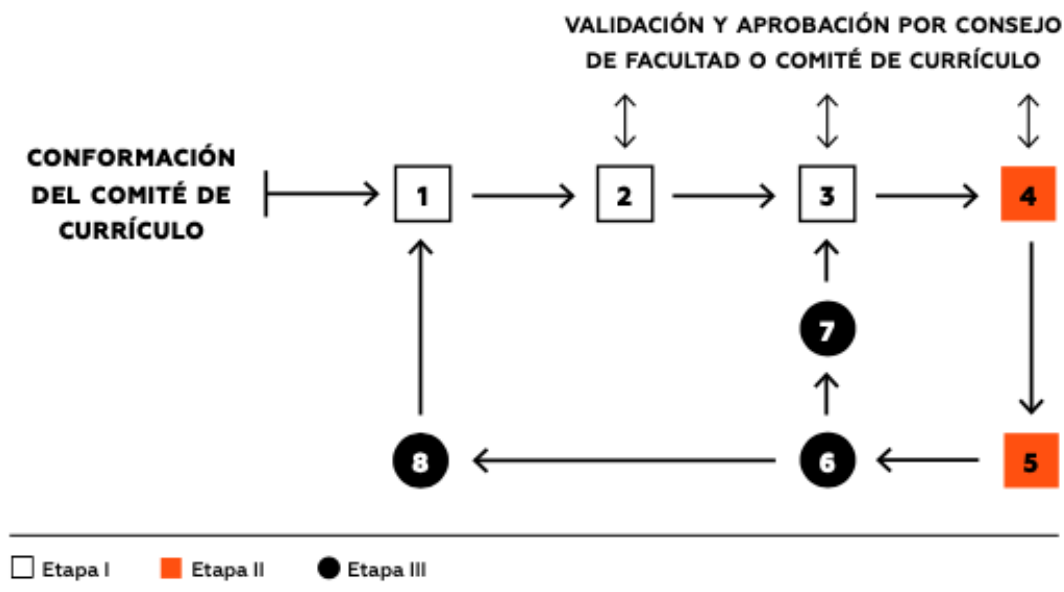 VALIDACIÓN Y APROBACIÓN POR CONSEJO
DE FACULTAD O COMITÉ DE CURRÍCULO
CONFORMACIÓN
DEL COMITÉ DE
CURRÍCULO
1
2
3
4
7
8
6
5
Etapa I
Etapa II
Etapa III